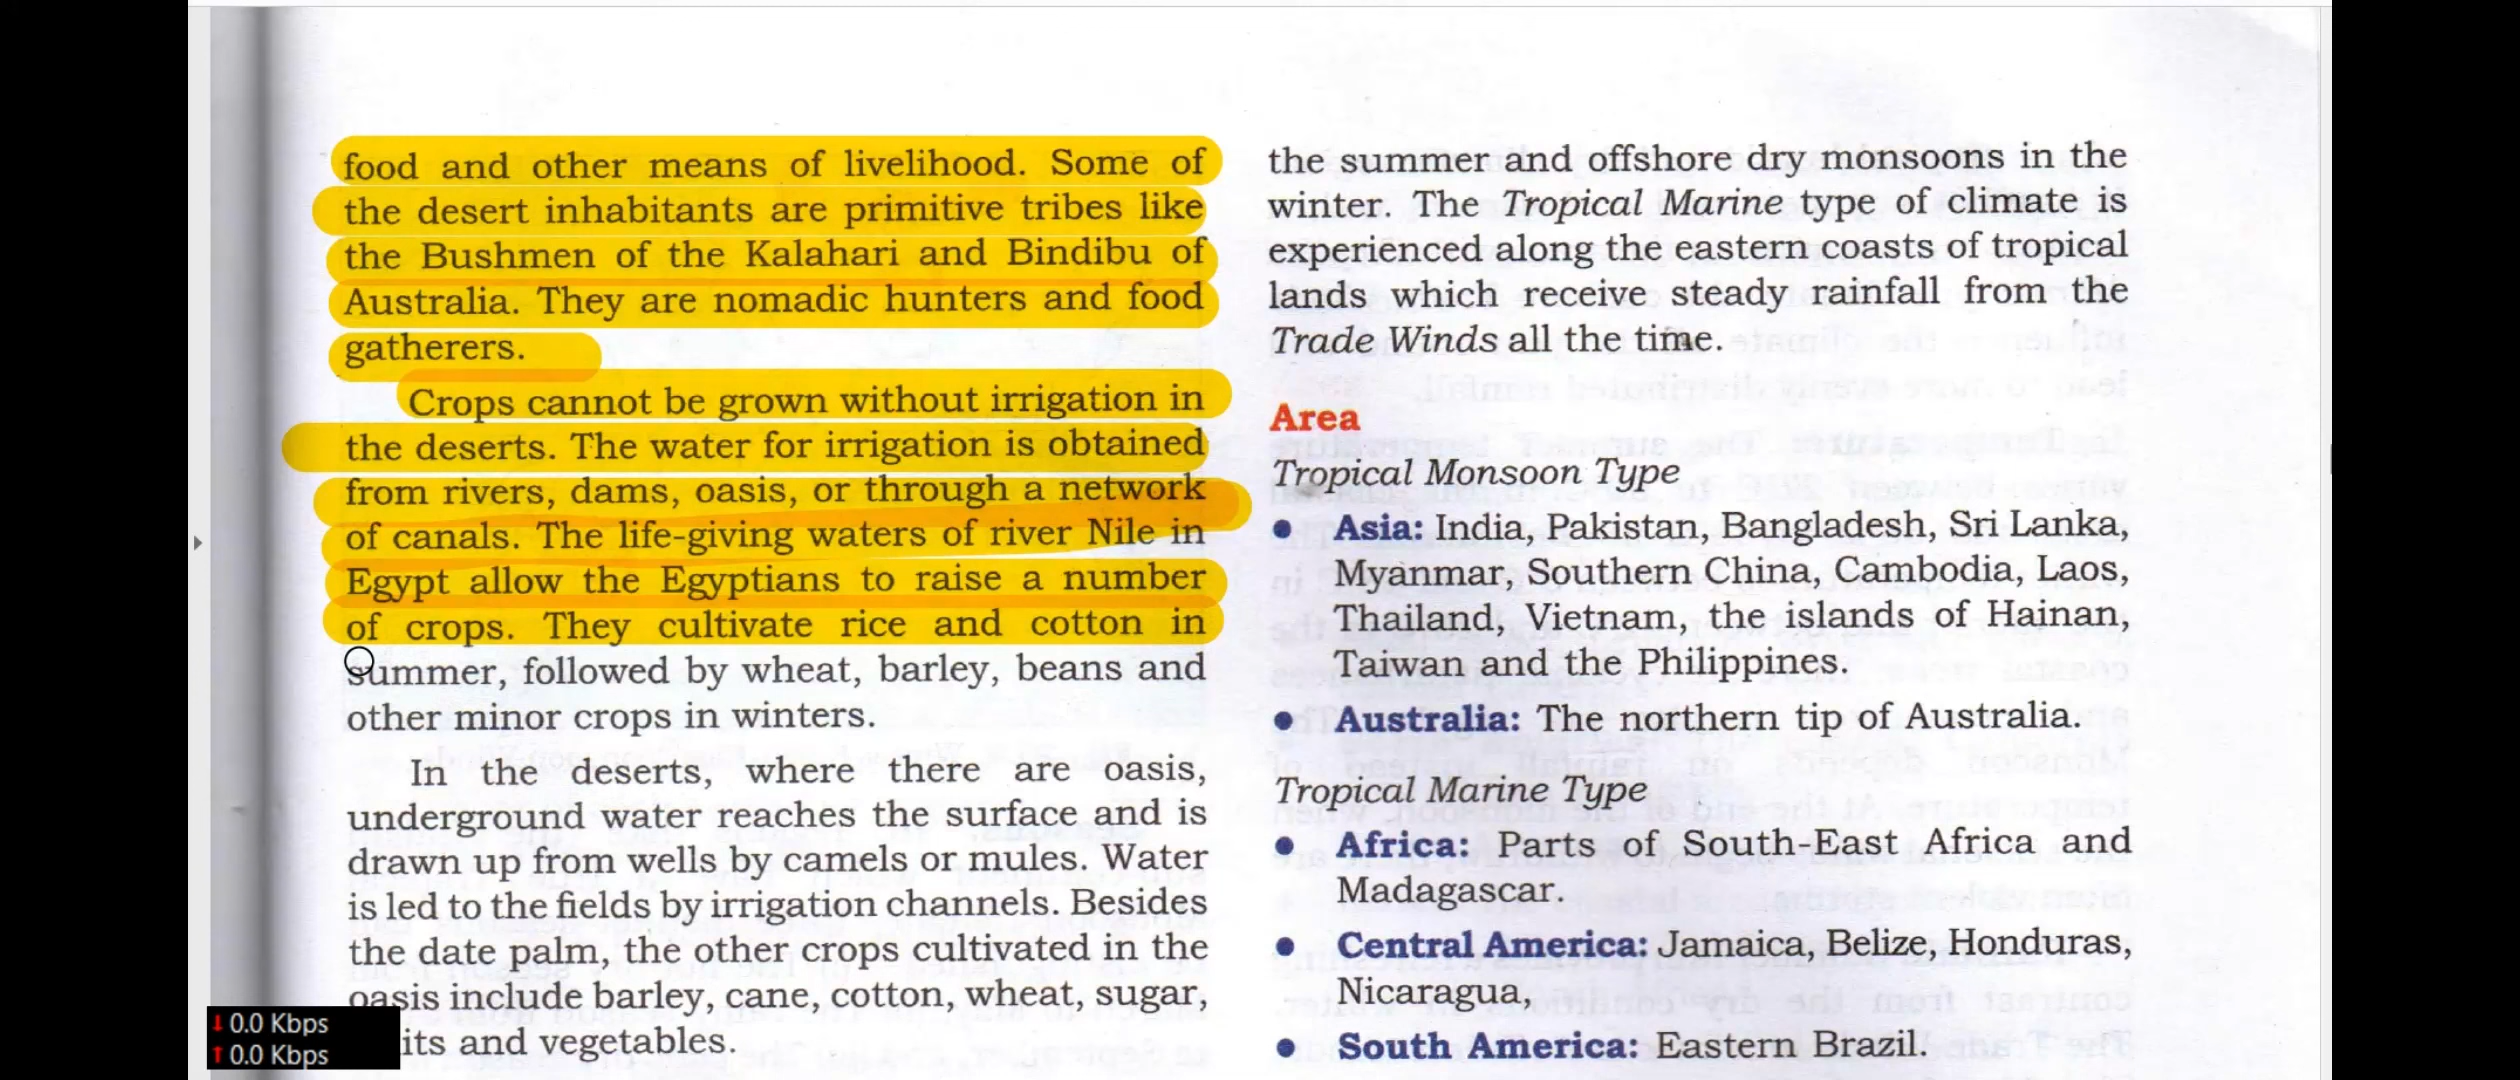 food and other means of livelihood. Some of
the desert inhabitants are primitive tribes like
the Bushmen of the Kalahari and Bindibu of
Australia. They are nomadic hunters and food
gatherers.
Crops cannot be grown without irrigation in
the deserts. The water for irrigation is obtained
from rivers, dams, oasis, or through a network
of canals. The life-giving waters of river Nile in
Egypt allow the Egyptians to raise a number
of crops. They cultivate rice and cotton in
summer, followed by wheat, barley, beans and
other minor crops in winters.
In the deserts, where there are oasis,
underground water reaches the surface and is
drawn up from wells by camels or mules. Water
is led to the fields by irrigation channels. Besides
the date palm, the other crops cultivated in the
oasis include barley, cane, cotton, wheat, sugar,
its and vegetables.
the summer and offshore dry monsoons in the
winter. The Tropical Marine type of climate is
experienced along the eastern coasts of tropical
lands which receive steady rainfall from the
Trade Winds all the time.
Area
Tropical Monsoon Type
• Asia: India, Pakistan, Bangladesh, Sri Lanka,
Myanmar, Southern China, Cambodia, Laos,
Thailand, Vietnam, the islands of Hainan,
Taiwan and the Philippines.
• Australia: The northern tip of Australia.
Tropical Marine Type
• Africa: Parts of South-East Africa and
Madagascar.
• Central America: Jamaica, Belize, Honduras,
Nicaragua,
• South America: Eastern Brazil.
↓ 0.0 Kbps
↑ 0.0 Kbps